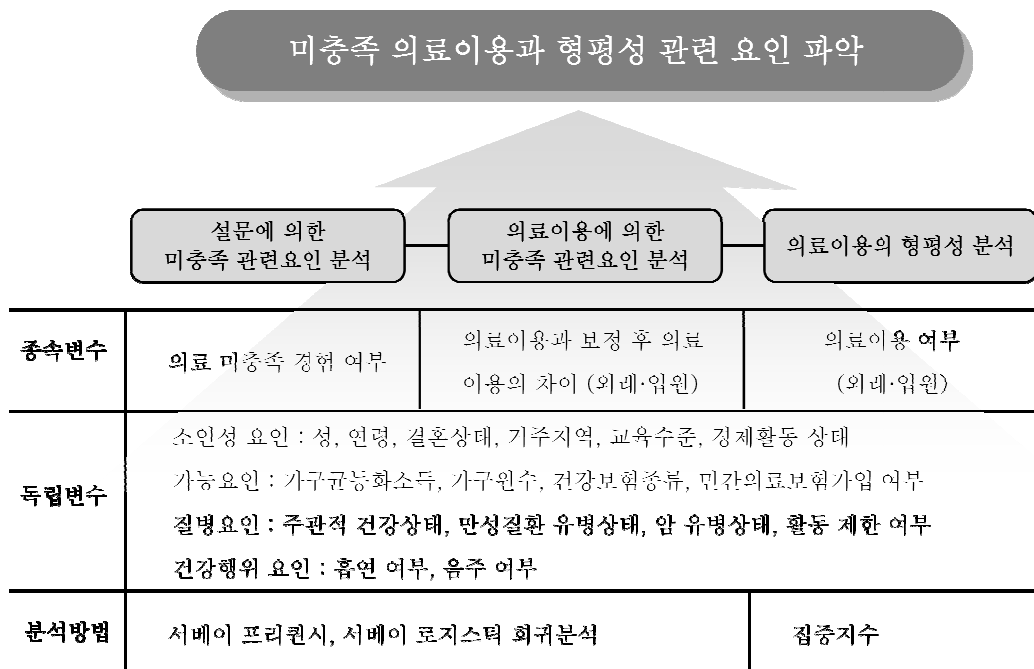 미충족 의료이용과 형평성 관련 요인 파악
설문에 의한
미충족 관련요인 분석
의료이용에 의한
미충족 관련요인 분석
의료이용의 형평성 분석
종속변수
의료 미충족 경험 여부
의료이용과 보정 후 의료
이용의 차이 (외래·입원)
의료이용 여부
(외래·입원)
독립변수
소인성 요인 : 성, 연령, 결혼상태, 거주지역, 교육수준, 경제활동 상태
가능요인 : 가구균등화소득, 가구원수, 건강보험종류, 민간의료보험가입 여부
질병요인 : 주관적 건강상태, 만성질환 유병상태, 암 유병상태, 활동 제한 여부
건강행위 요인 : 흡연 여부, 음주 여부
분석방법
서베이 프리퀀시, 서베이 로지스틱 회귀분석
집중지수